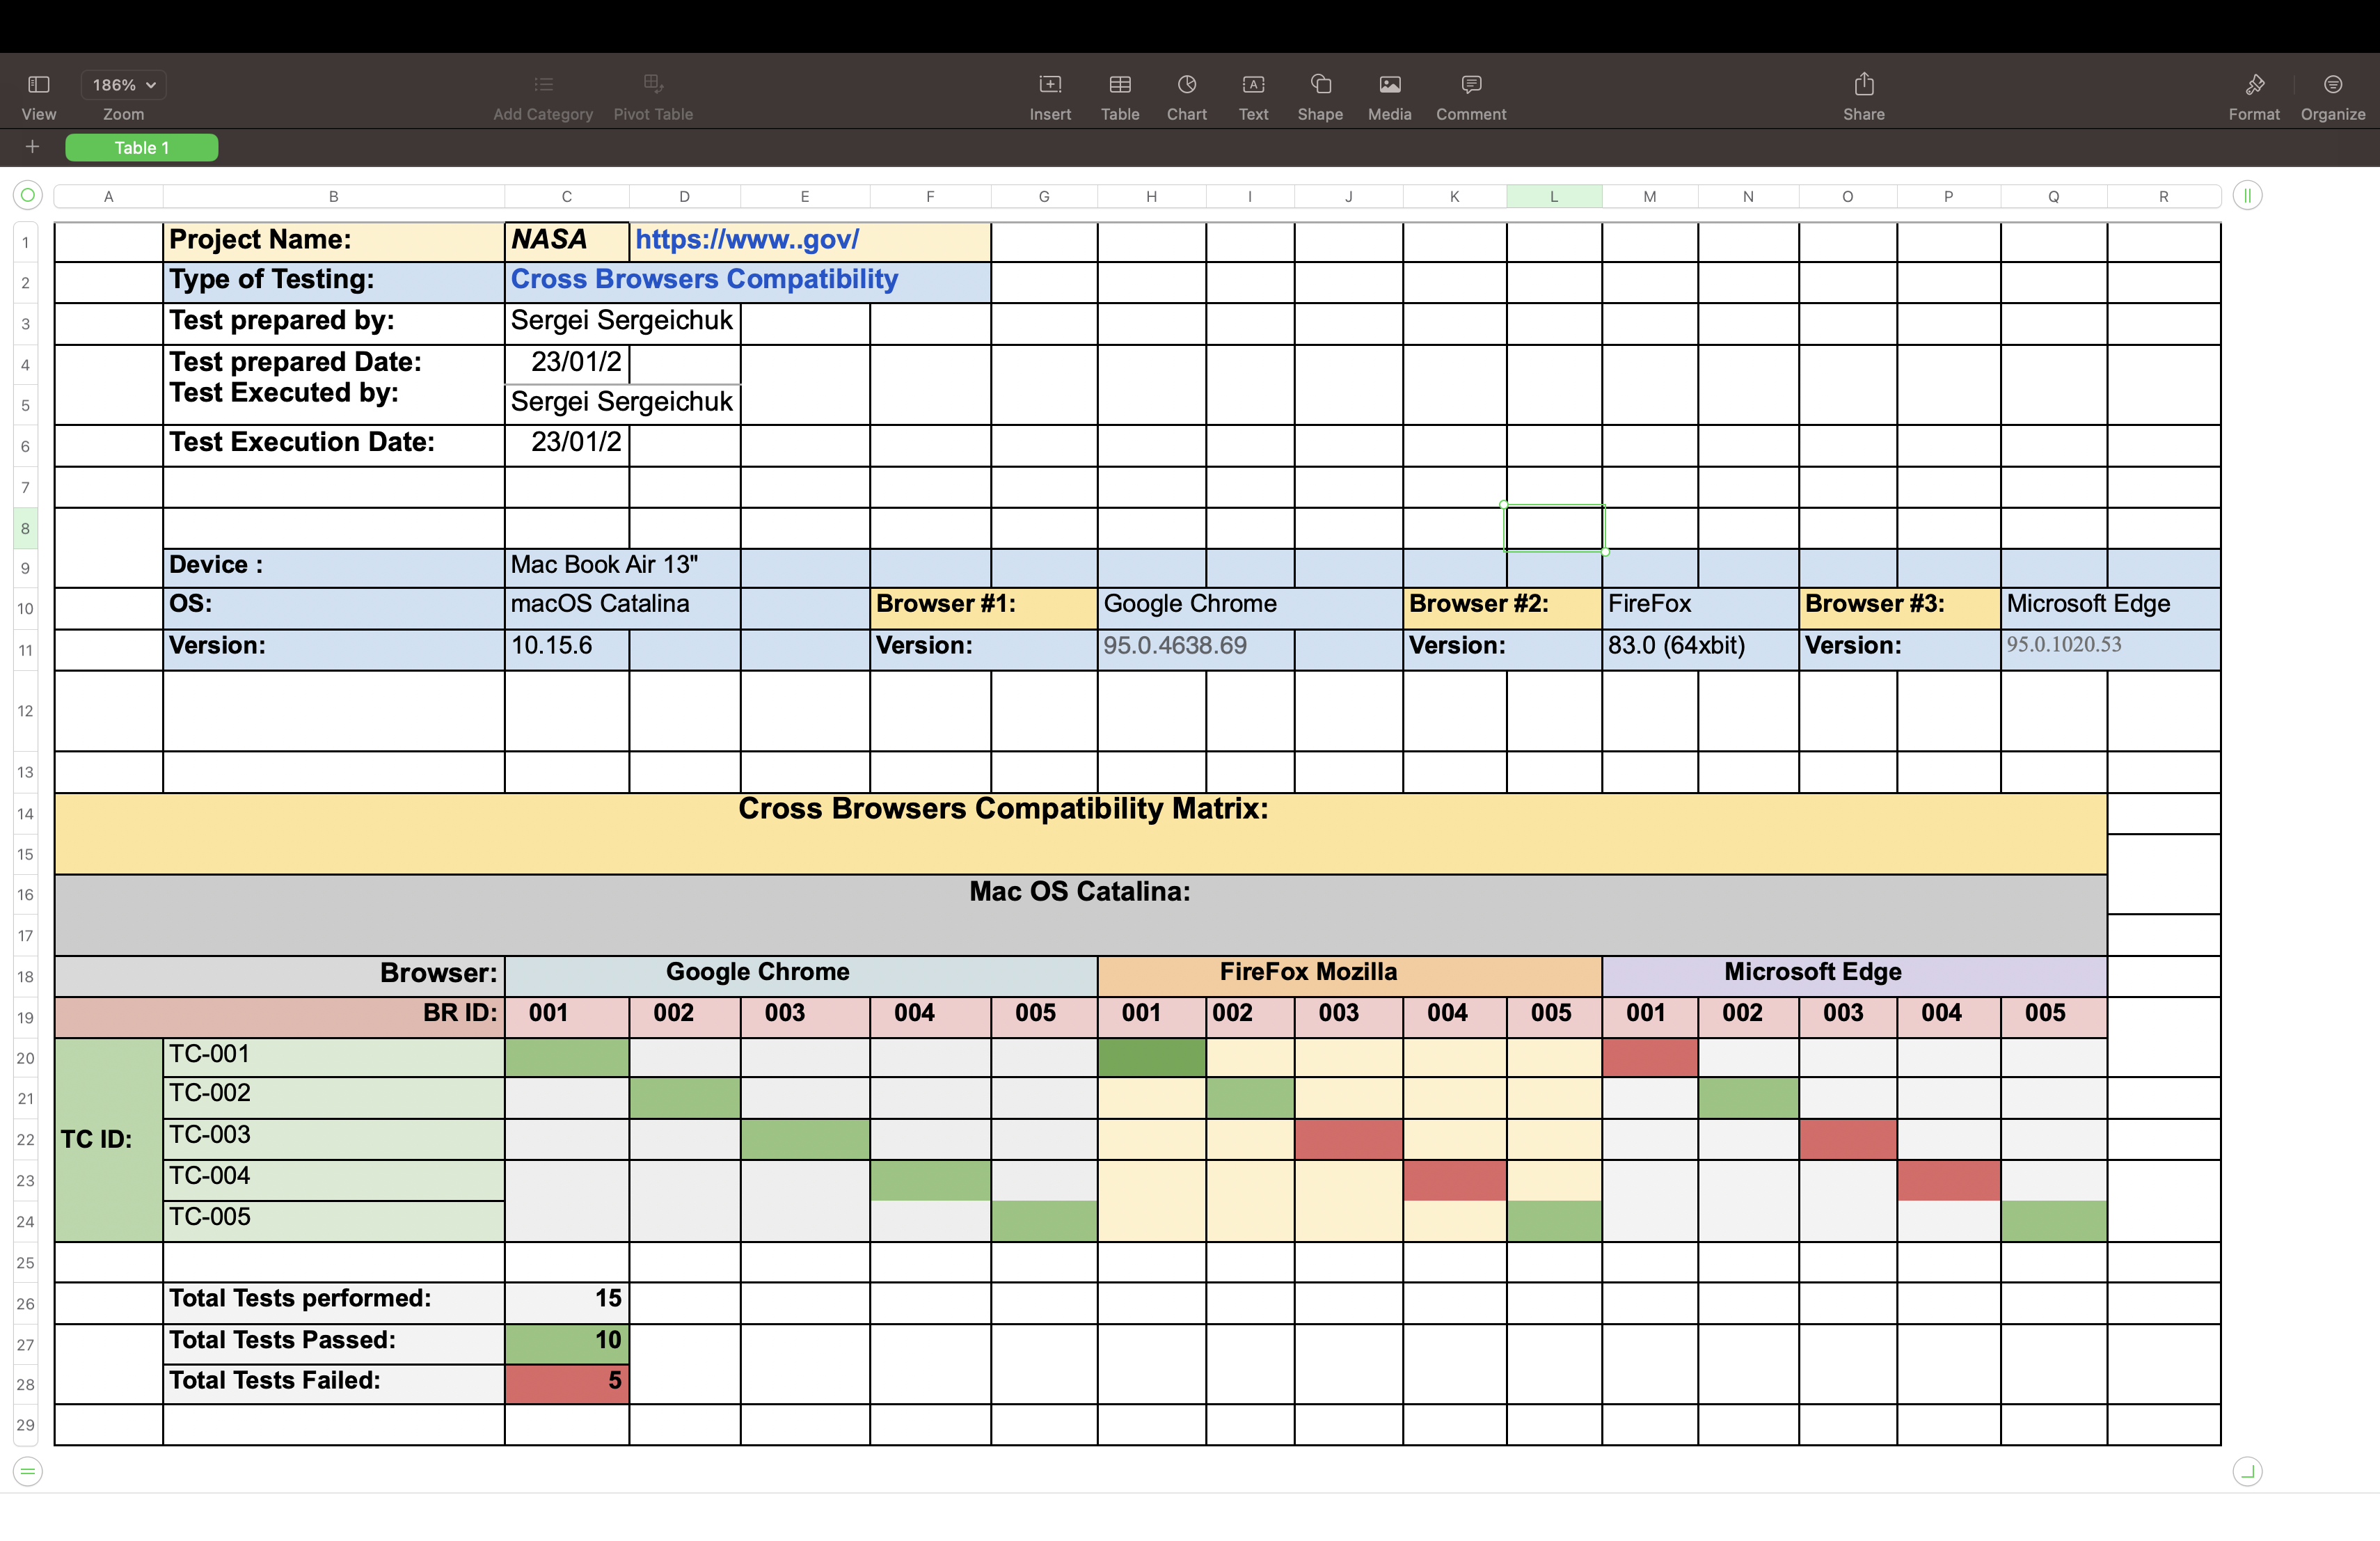 186%
View Zoom Add Category Pivot Table Insert Table Chart Text Shape Media Comment Share Format Organize
Table 1
A B C D E F G H I J K L M N O P Q R
1 Project Name: NASA https://www..gov/
2 Type of Testing: Cross Browsers Compatibility
3 Test prepared by: Sergei Sergeichuk
4 Test prepared Date: 23/01/2
5 Test Executed by: Sergei Sergeichuk
6 Test Execution Date: 23/01/2
7
8
9 Device : Mac Book Air 13"
10 OS: macOS Catalina Browser #1: Google Chrome Browser #2: FireFox Browser #3: Microsoft Edge
11 Version: 10.15.6 Version: 95.0.4638.69 Version: 83.0 (64xbit) Version: 95.0.1020.53
12
13
14 Cross Browsers Compatibility Matrix:
15
16 Mac OS Catalina:
17
18 Browser: Google Chrome FireFox Mozilla Microsoft Edge
19 BR ID: 001 002 003 004 005 001 002 003 004 005 001 002 003 004 005
20 TC-001
21 TC-002
22 TC ID: TC-003
23 TC-004
24 TC-005
25
26 Total Tests performed: 15
27 Total Tests Passed: 10
28 Total Tests Failed: 5
29